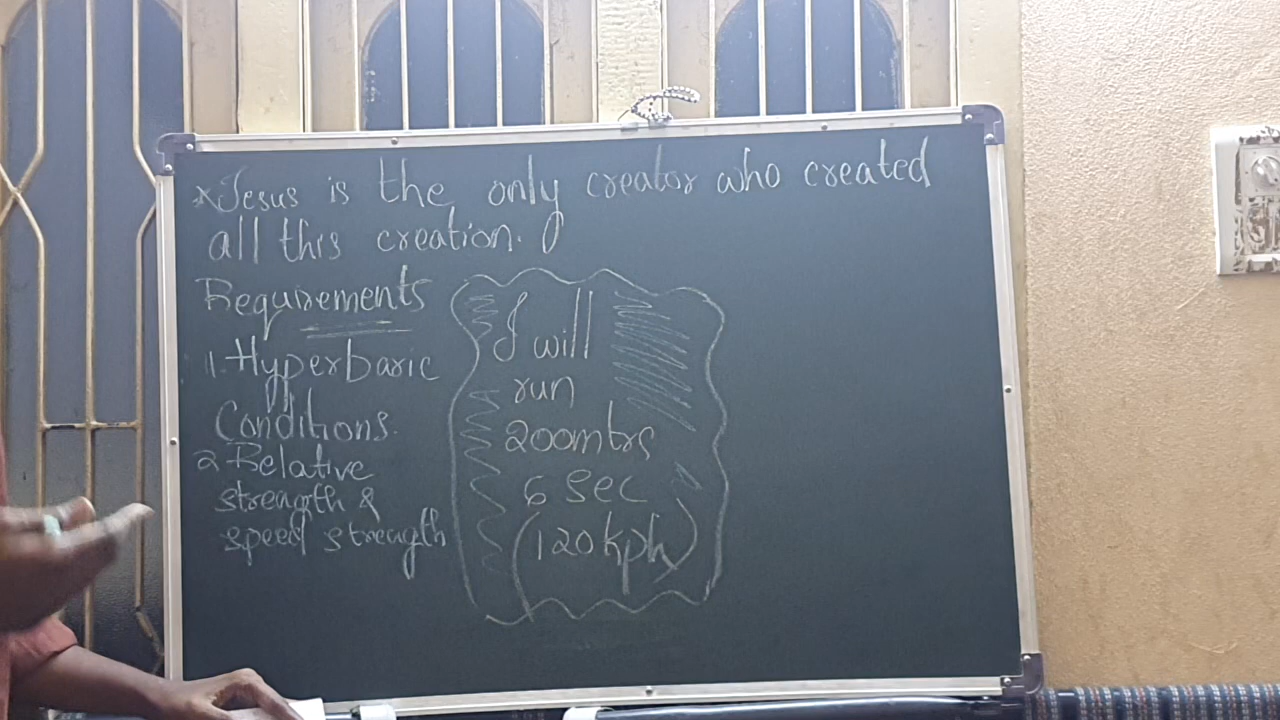 *Jesus is the only creator who created
all this creation.
Requirements
1. Hyperbaric
Conditions.
2 Relative
strength &
speed strength
I will
run
200mtrs
6 Sec
(120kph)